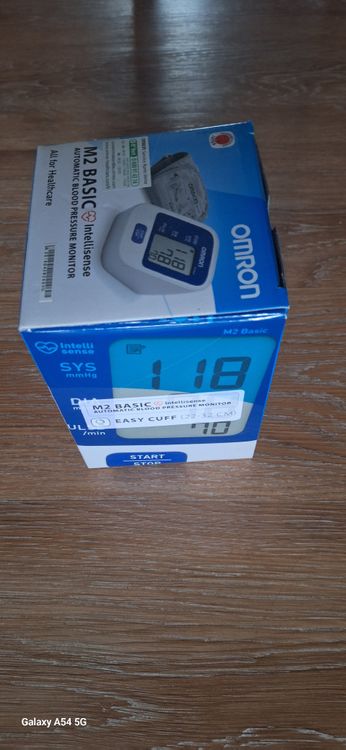 OMRON
M2 BASIC Intellisense
AUTOMATIC BLOOD PRESSURE MONITOR
All for Healthcare
OMRON
M2 Basic
Intelli
sense
SYS
mmHg
118
M2 BASIC Intellisense
AUTOMATIC BLOOD PRESSURE MONITOR
EASY CUFF (22-32 CM)
/min
70
START
STOP
Galaxy A54 5G